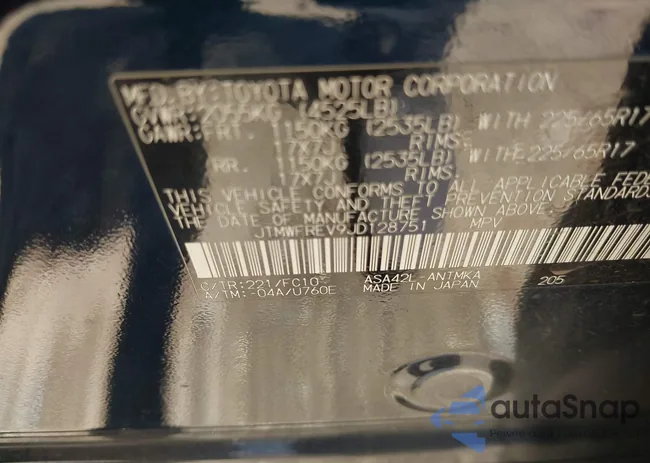 MFD.BY:TOYOTA MOTOR CORPORATION
GVWR:2055KG (4525LB)
GAWR:FRT. 1150KG (2535LB) WITH 225/65R17
17X7J RIMS,
RR. 1150KG (2535LB) WITH 225/65R17
17X7J RIMS,
THIS VEHICLE CONFORMS TO ALL APPLICABLE FEDE
VEHICLE SAFETY AND THEFT PREVENTION STANDARDS
THE DATE OF MANUFACTURE SHOWN ABOVE.
JTMWFREV9JD128751 MPV
C/TR:221/FC10 ASA42L-ANTMKA 205
A/TM:-04A/U760E MADE IN JAPAN
autaSnap